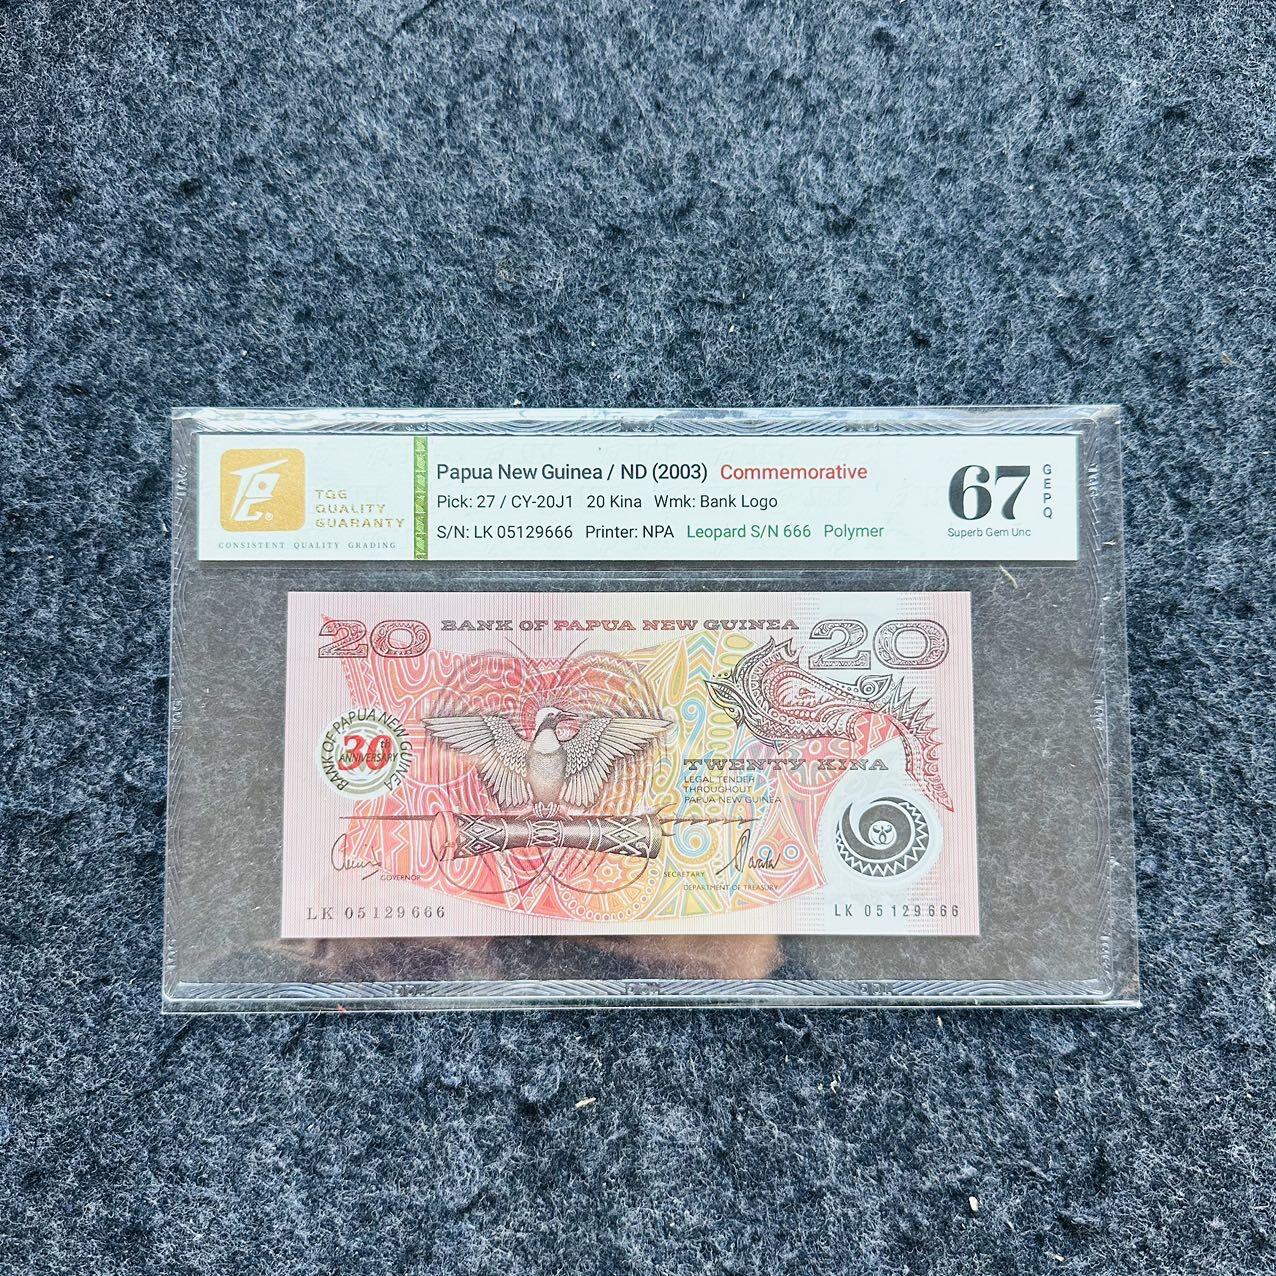 TQG
QUALITY
GUARANTY
CONSISTENT QUALITY GRADING
Papua New Guinea / ND (2003) Commemorative
Pick: 27 / CY-20J1 20 Kina Wmk: Bank Logo
S/N: LK 05129666 Printer: NPA Leopard S/N 666 Polymer
67
Superb Gem Unc
GEPQ
20
BANK OF PAPUA NEW GUINEA
20
BANK OF PAPUA NEW GUINEA
30th
ANNIVERSARY
TWENTY KINA
LEGAL TENDER
THROUGHOUT
PAPUA NEW GUINEA
GOVERNOR
SECRETARY
DEPARTMENT OF TREASURY
LK 05129666
LK 05129666